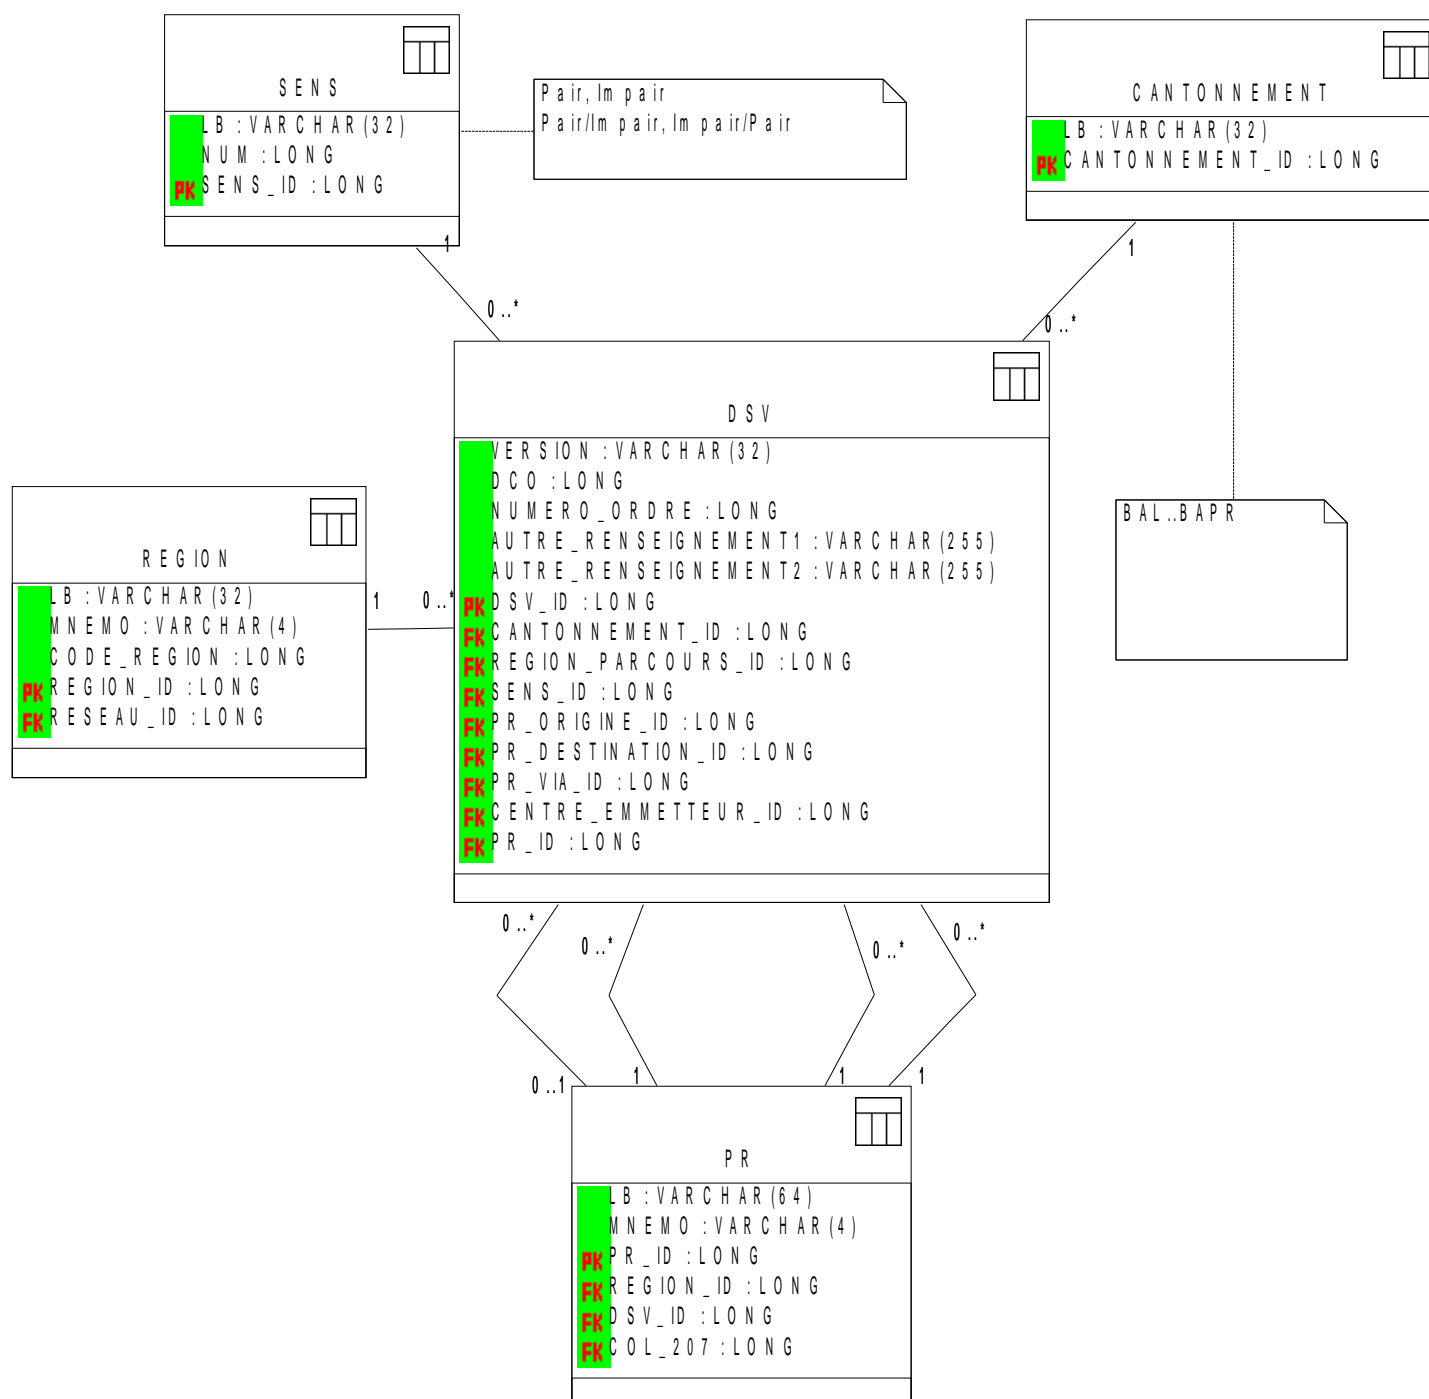 SENS
LB : VARCHAR(32)
NUM : LONG
PK SENS_ID : LONG
Pair, Impair
Pair/Impair, Impair/Pair
CANTONNEMENT
LB : VARCHAR(32)
PK CANTONNEMENT_ID : LONG
1
0..*
1
0..*
DSV
VERSION : VARCHAR(32)
DCO : LONG
NUMERO_ORDRE : LONG
AUTRE_RENSEIGNEMENT1 : VARCHAR(255)
AUTRE_RENSEIGNEMENT2 : VARCHAR(255)
PK DSV_ID : LONG
FK CANTONNEMENT_ID : LONG
FK REGION_PARCOURS_ID : LONG
FK SENS_ID : LONG
FK PR_ORIGINE_ID : LONG
FK PR_DESTINATION_ID : LONG
FK PR_VIA_ID : LONG
FK CENTRE_EMMETTEUR_ID : LONG
FK PR_ID : LONG
REGION
LB : VARCHAR(32)
MNEMO : VARCHAR(4)
CODE_REGION : LONG
PK REGION_ID : LONG
FK RESEAU_ID : LONG
1
0..*
BAL..BAPR
0..*
0..*
0..*
0..*
0..1
1
1
1
PR
LB : VARCHAR(64)
MNEMO : VARCHAR(4)
PK PR_ID : LONG
FK REGION_ID : LONG
FK DSV_ID : LONG
FK COL_207 : LONG